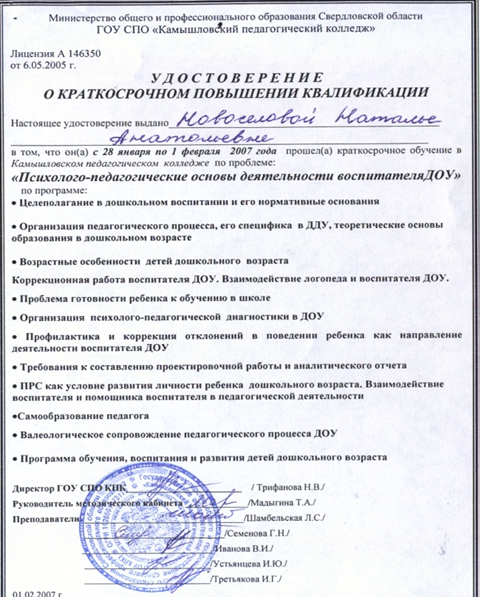 Министерство общего и профессионального образования Свердловской области
ГОУ СПО «Камышловский педагогический колледж»
Лицензия А 146350
от 6.05.2005 г.
УДОСТОВЕРЕНИЕ
О КРАТКОСРОЧНОМ ПОВЫШЕНИИ КВАЛИФИКАЦИИ
Настоящее удостоверение выдано Новоселовой Наталье
Анатольевне
в том, что он(а) с 28 января по 1 февраля 2007 года прошел(а) краткосрочное обучение в
Камышловском педагогическом колледже по проблеме:
«Психолого-педагогические основы деятельности воспитателяДОУ»
по программе:
• Целеполагание в дошкольном воспитании и его нормативные основания
• Организация педагогического процесса, его специфика в ДДУ, теоретические основы
образования в дошкольном возрасте
• Возрастные особенности детей дошкольного возраста
Коррекционная работа воспитателя ДОУ. Взаимодействие логопеда и воспитателя ДОУ.
• Проблема готовности ребенка к обучению в школе
• Организация психолого-педагогической диагностики в ДОУ
• Профилактика и коррекция отклонений в поведении ребенка как направление
деятельности воспитателя ДОУ
• Требования к составлению проектировочной работы и аналитического отчета
• ПРС как условие развития личности ребенка дошкольного возраста. Взаимодействие
воспитателя и помощника воспитателя в педагогической деятельности
•Самообразование педагога
• Валеологическое сопровождение педагогического процесса ДОУ
• Программа обучения, воспитания и развития детей дошкольного возраста
Директор ГОУ СПО КПК / Трифанова Н.В./
Руководитель методического кабинета /Мадыгина Т.А./
Преподаватели /Шамбельская Л.С./
/Семенова Г.Н./
/Иванова В.И./
/Устьянцева И.Ю./
/Третьякова И.Г./
01.02.2007 г.